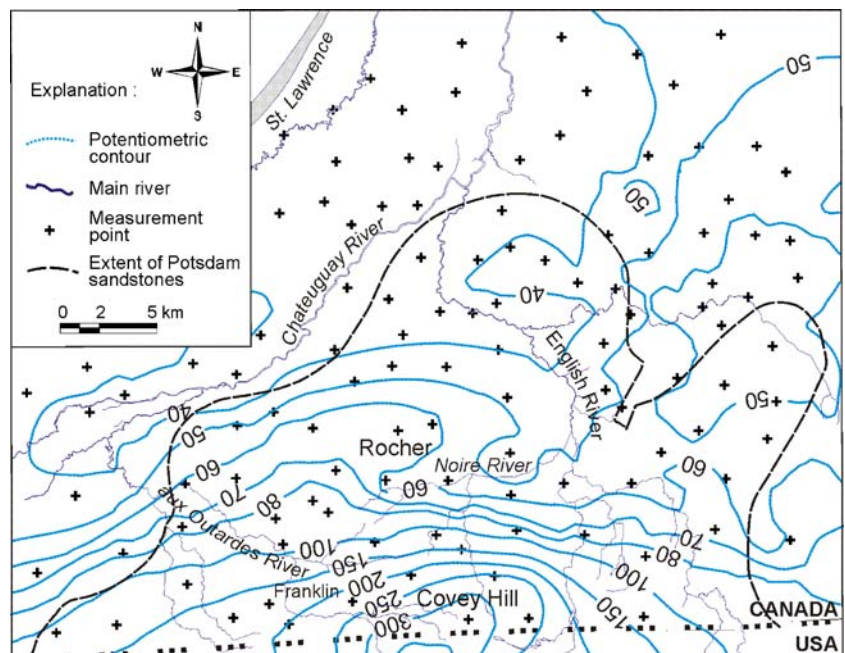 N
W E
S
Explanation :
Potentiometric
contour
Main river
Measurement
point
Extent of Potsdam
sandstones
0 2 5 km
St. Lawrence
50
50
Chateuguay River
40
English River
40
50
50
Rocher
Noire River
60
60
60
70
80
aux Outardes River
70
80
100
100
150
150
200
Franklin
250
Covey Hill
300
CANADA
USA